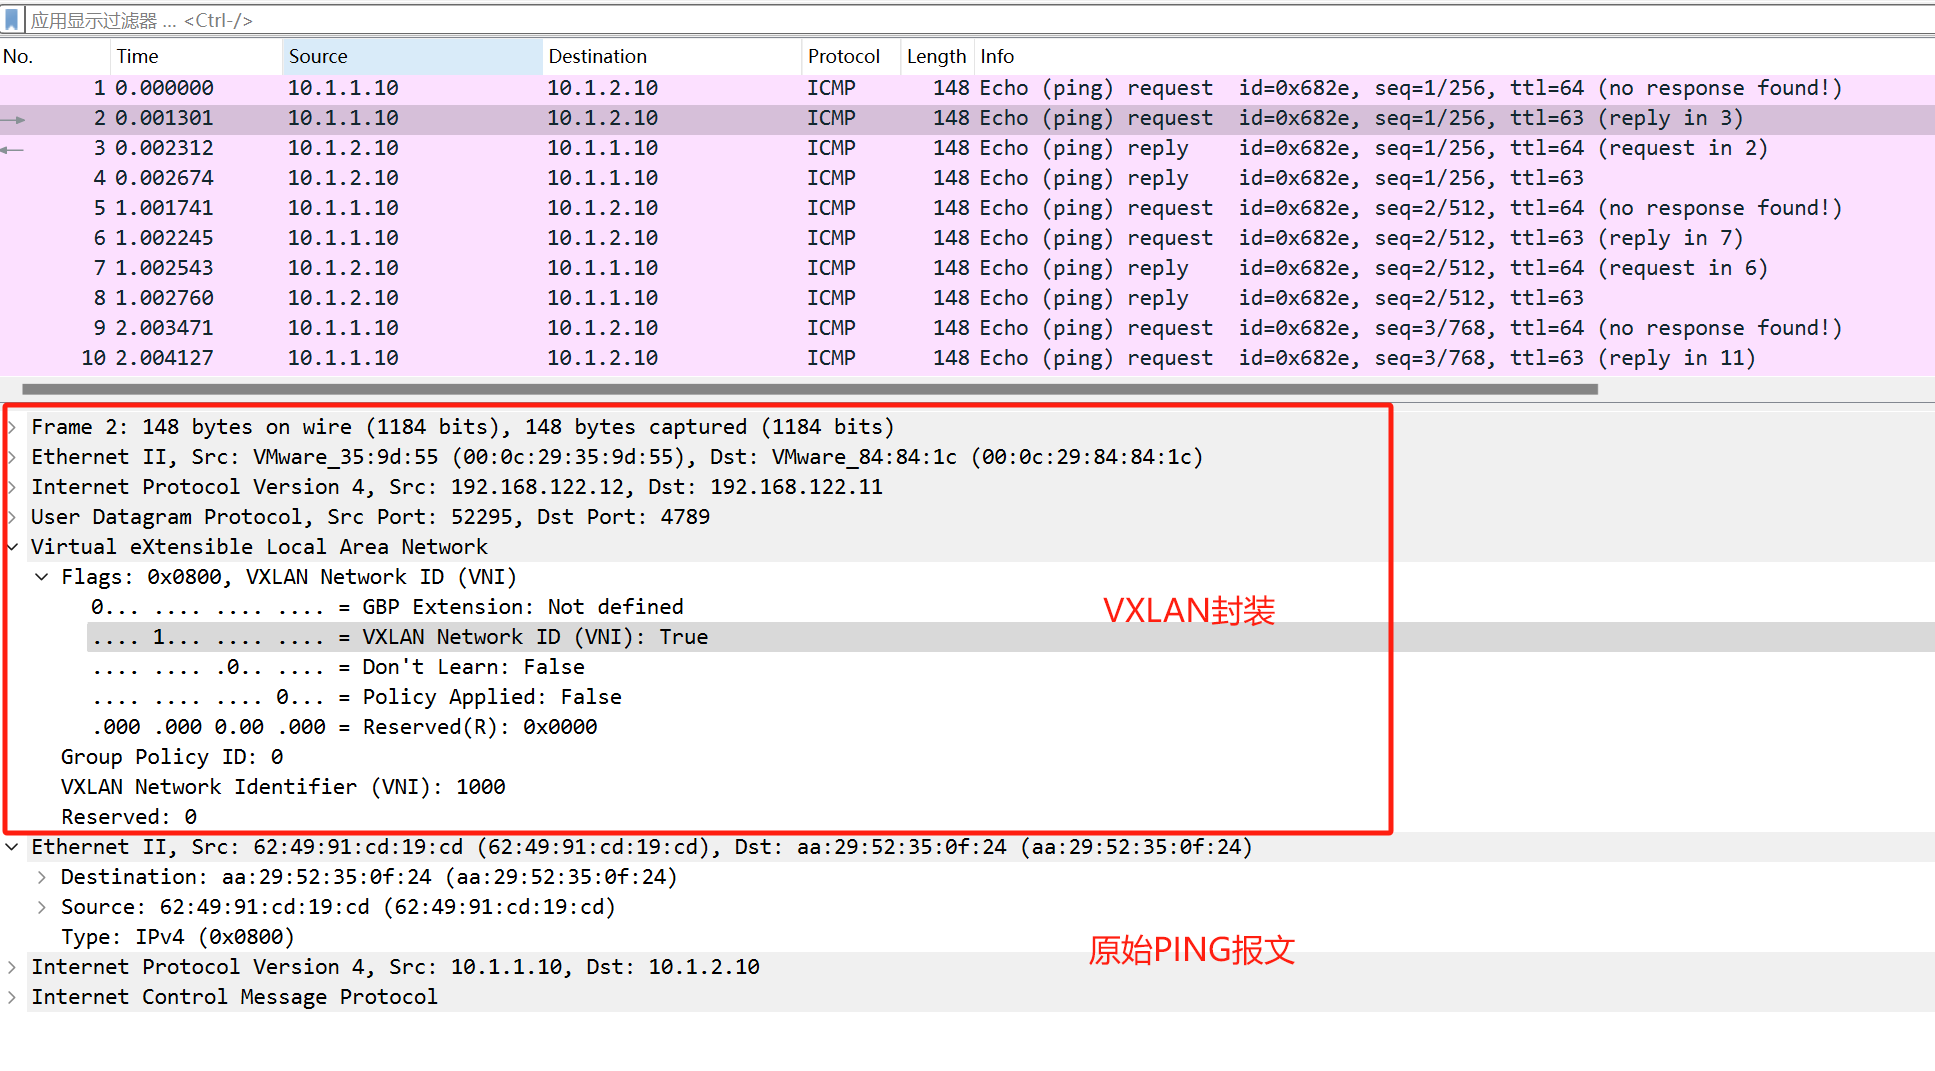 应用显示过滤器 … <Ctrl-/>
No. Time Source Destination Protocol Length Info
1 0.000000 10.1.1.10 10.1.2.10 ICMP 148 Echo (ping) request id=0x682e, seq=1/256, ttl=64 (no response found!)
2 0.001301 10.1.1.10 10.1.2.10 ICMP 148 Echo (ping) request id=0x682e, seq=1/256, ttl=63 (reply in 3)
3 0.002312 10.1.2.10 10.1.1.10 ICMP 148 Echo (ping) reply id=0x682e, seq=1/256, ttl=64 (request in 2)
4 0.002674 10.1.2.10 10.1.1.10 ICMP 148 Echo (ping) reply id=0x682e, seq=1/256, ttl=63
5 1.001741 10.1.1.10 10.1.2.10 ICMP 148 Echo (ping) request id=0x682e, seq=2/512, ttl=64 (no response found!)
6 1.002245 10.1.1.10 10.1.2.10 ICMP 148 Echo (ping) request id=0x682e, seq=2/512, ttl=63 (reply in 7)
7 1.002543 10.1.2.10 10.1.1.10 ICMP 148 Echo (ping) reply id=0x682e, seq=2/512, ttl=64 (request in 6)
8 1.002760 10.1.2.10 10.1.1.10 ICMP 148 Echo (ping) reply id=0x682e, seq=2/512, ttl=63
9 2.003471 10.1.1.10 10.1.2.10 ICMP 148 Echo (ping) request id=0x682e, seq=3/768, ttl=64 (no response found!)
10 2.004127 10.1.1.10 10.1.2.10 ICMP 148 Echo (ping) request id=0x682e, seq=3/768, ttl=63 (reply in 11)
Frame 2: 148 bytes on wire (1184 bits), 148 bytes captured (1184 bits)
Ethernet II, Src: VMware_35:9d:55 (00:0c:29:35:9d:55), Dst: VMware_84:84:1c (00:0c:29:84:84:1c)
Internet Protocol Version 4, Src: 192.168.122.12, Dst: 192.168.122.11
User Datagram Protocol, Src Port: 52295, Dst Port: 4789
Virtual eXtensible Local Area Network
Flags: 0x0800, VXLAN Network ID (VNI)
0... .... .... .... = GBP Extension: Not defined
VXLAN封装
.... 1... .... .... = VXLAN Network ID (VNI): True
.... .... .0.. .... = Don't Learn: False
.... .... .... 0... = Policy Applied: False
.000 .000 0.00 .000 = Reserved(R): 0x0000
Group Policy ID: 0
VXLAN Network Identifier (VNI): 1000
Reserved: 0
Ethernet II, Src: 62:49:91:cd:19:cd (62:49:91:cd:19:cd), Dst: aa:29:52:35:0f:24 (aa:29:52:35:0f:24)
Destination: aa:29:52:35:0f:24 (aa:29:52:35:0f:24)
Source: 62:49:91:cd:19:cd (62:49:91:cd:19:cd)
Type: IPv4 (0x0800)
原始PING报文
Internet Protocol Version 4, Src: 10.1.1.10, Dst: 10.1.2.10
Internet Control Message Protocol